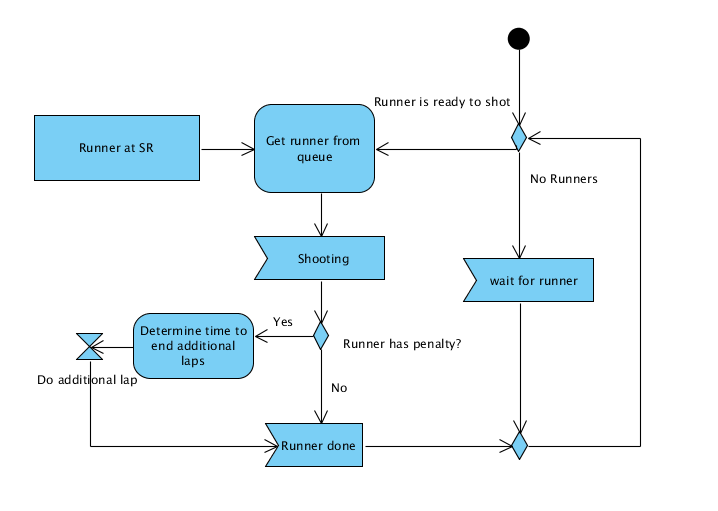 Runner is ready to shot
Runner at SR
Get runner from
queue
No Runners
Shooting
wait for runner
Yes
Determine time to
end additional
laps
Runner has penalty?
Do additional lap
No
Runner done